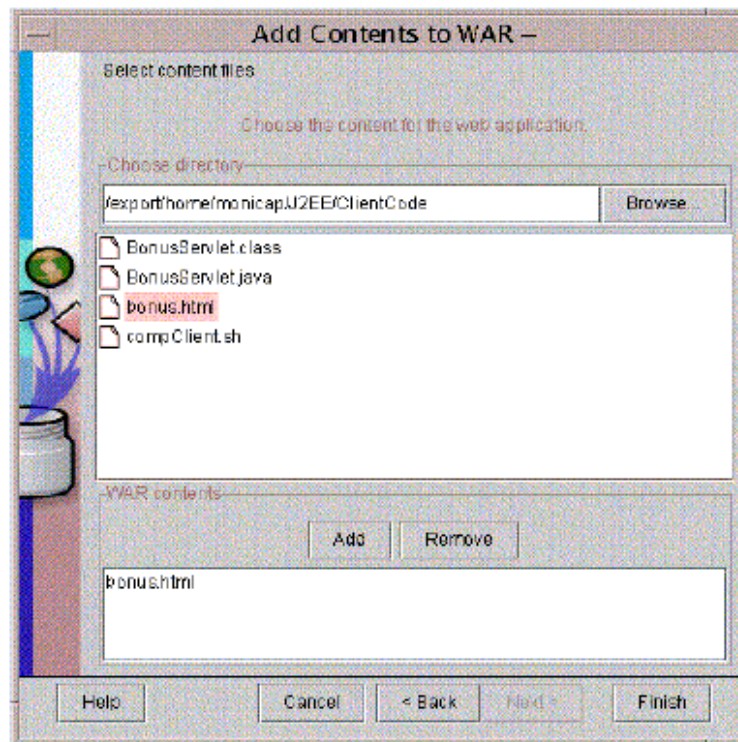 Add Contents to WAR –
Select content files
Choose the content for the web application.
Choose directory
/export/home/monicap/J2EE/ClientCode
Browse...
BonusServlet.class
BonusServlet.java
bonus.html
compClient.sh
WAR contents
Add
Remove
bonus.html
Help
Cancel
< Back
Next >
Finish